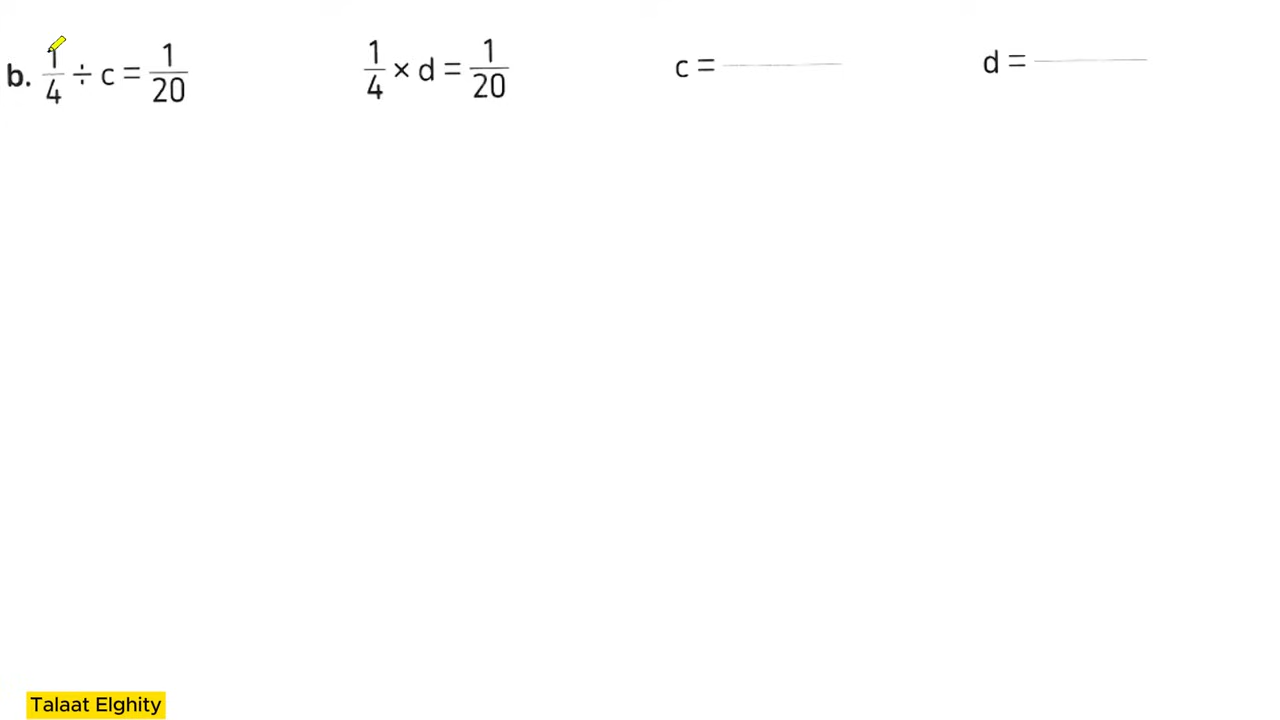 b. 1/4 ÷ c = 1/20 1/4 × d = 1/20 c = d =
Talaat Elghity